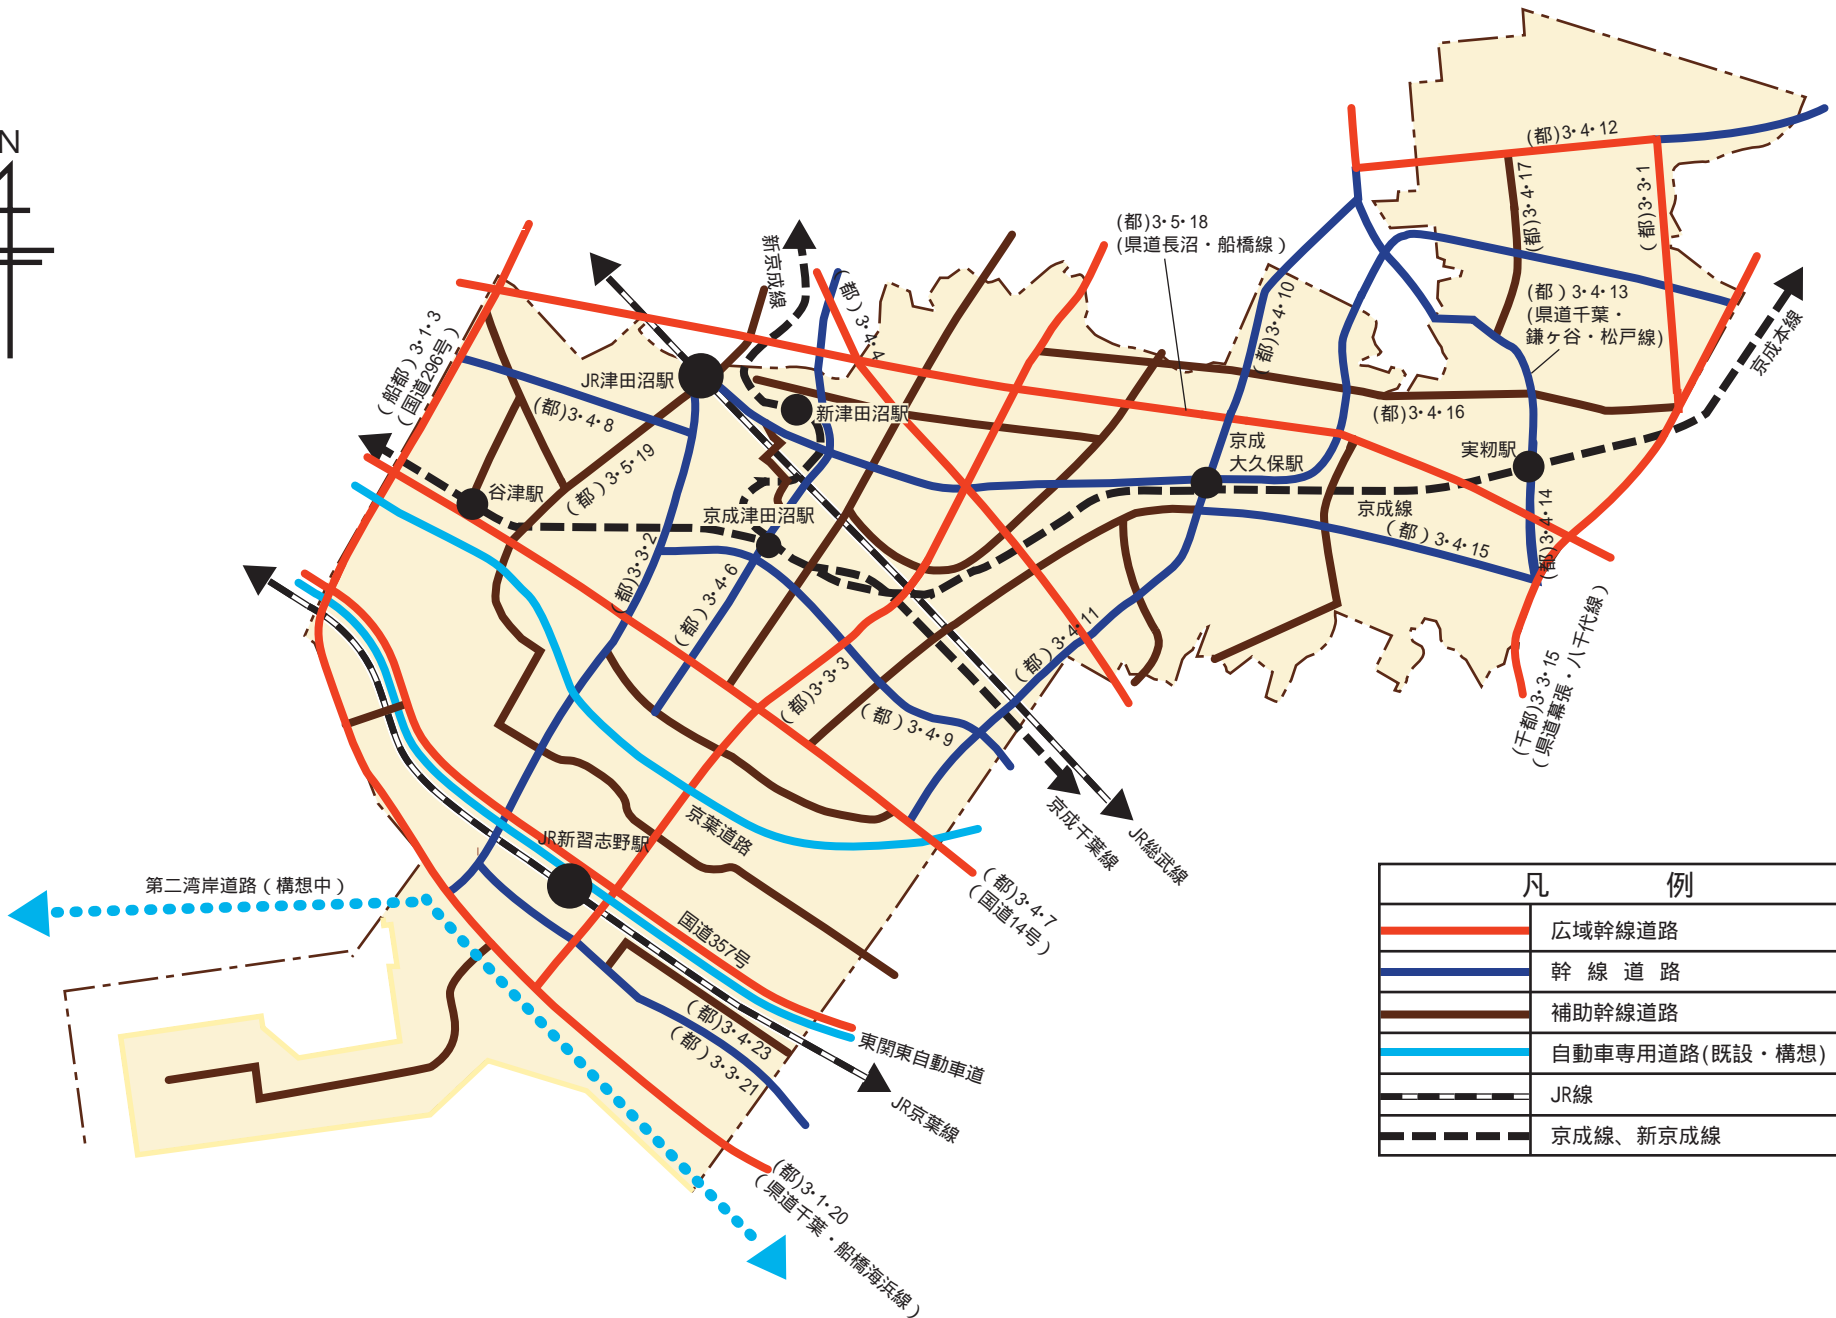 N
(都)3・4・12
(都)3・4・17
(都)3・3・1
(都)3・5・18
(県道長沼・船橋線)
新京成線
(都)3・4・4
(都)3・4・10
(都)3・4・13
(県道千葉・
鎌ヶ谷・松戸線)
京成本線
(船都)3・1・3
(国道296号)
JR津田沼駅
新津田沼駅
(都)3・4・8
(都)3・4・16
京成
大久保駅
実籾駅
(都)3・5・19
谷津駅
京成津田沼駅
京成線
(都)3・4・15
(都)3・4・14
(都)3・3・2
(都)3・4・6
(都)3・4・11
(千都)3・3・15
(県道幕張・八千代線)
(都)3・3・3
(都)3・4・9
京成千葉線
JR総武線
京葉道路
JR新習志野駅
第二湾岸道路(構想中)
(都)3・4・7
(国道14号)
国道357号
(都)3・4・23
(都)3・3・21
東関東自動車道
JR京葉線
(都)3・1・20
(県道千葉・船橋海浜線)
凡例
広域幹線道路
幹線道路
補助幹線道路
自動車専用道路(既設・構想)
JR線
京成線、新京成線